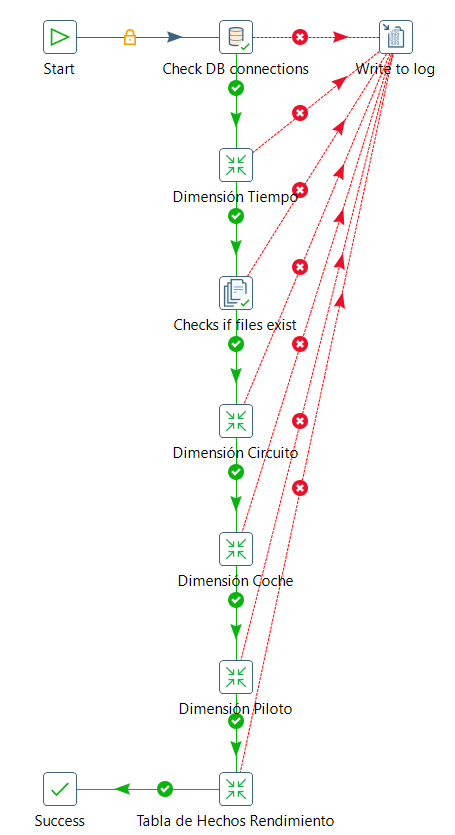 Start
Check DB connections
Write to log
Dimensión Tiempo
Checks if files exist
Dimensión Circuito
Dimensión Coche
Dimensión Piloto
Success
Tabla de Hechos Rendimiento